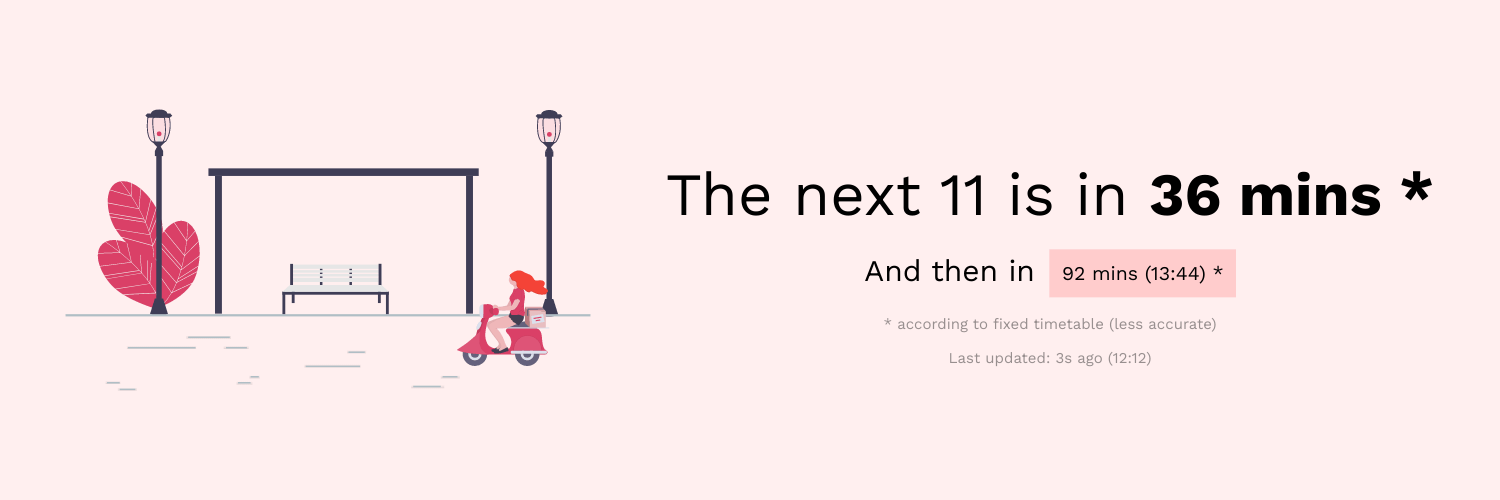 The next 11 is in 36 mins *
And then in 92 mins (13:44) *
* according to fixed timetable (less accurate)
Last updated: 3s ago (12:12)